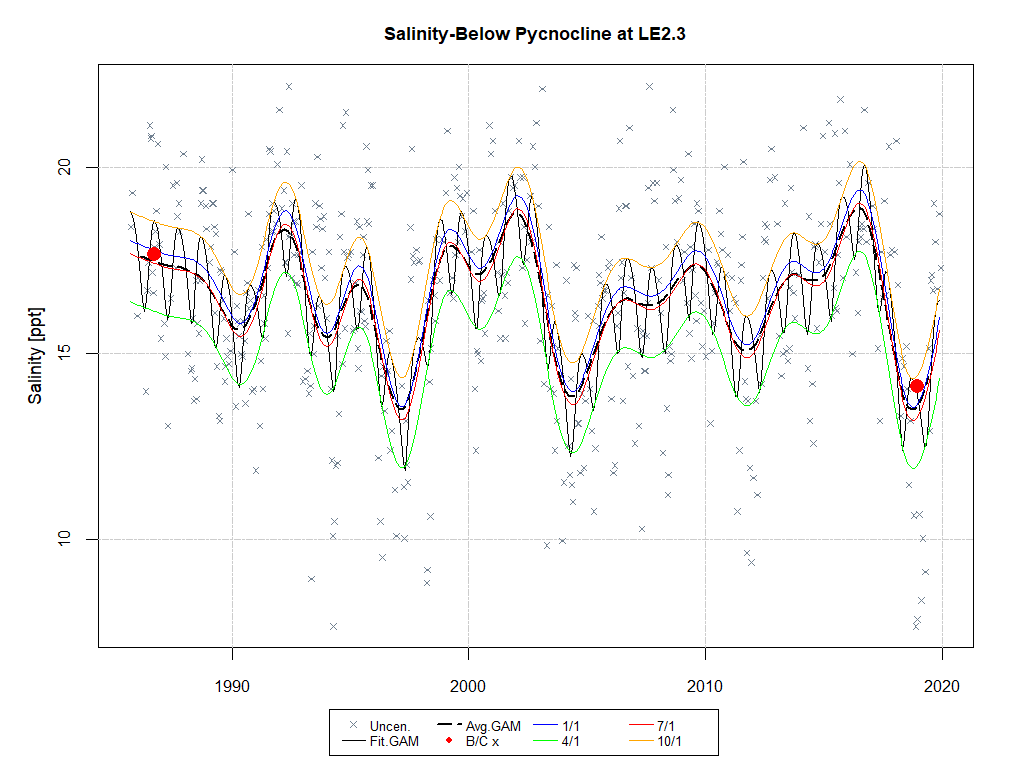 Salinity-Below Pycnocline at LE2.3
Salinity [ppt]
20
15
10
1990 2000 2010 2020
Uncen. Avg.GAM 1/1 7/1
Fit.GAM B/C x 4/1 10/1